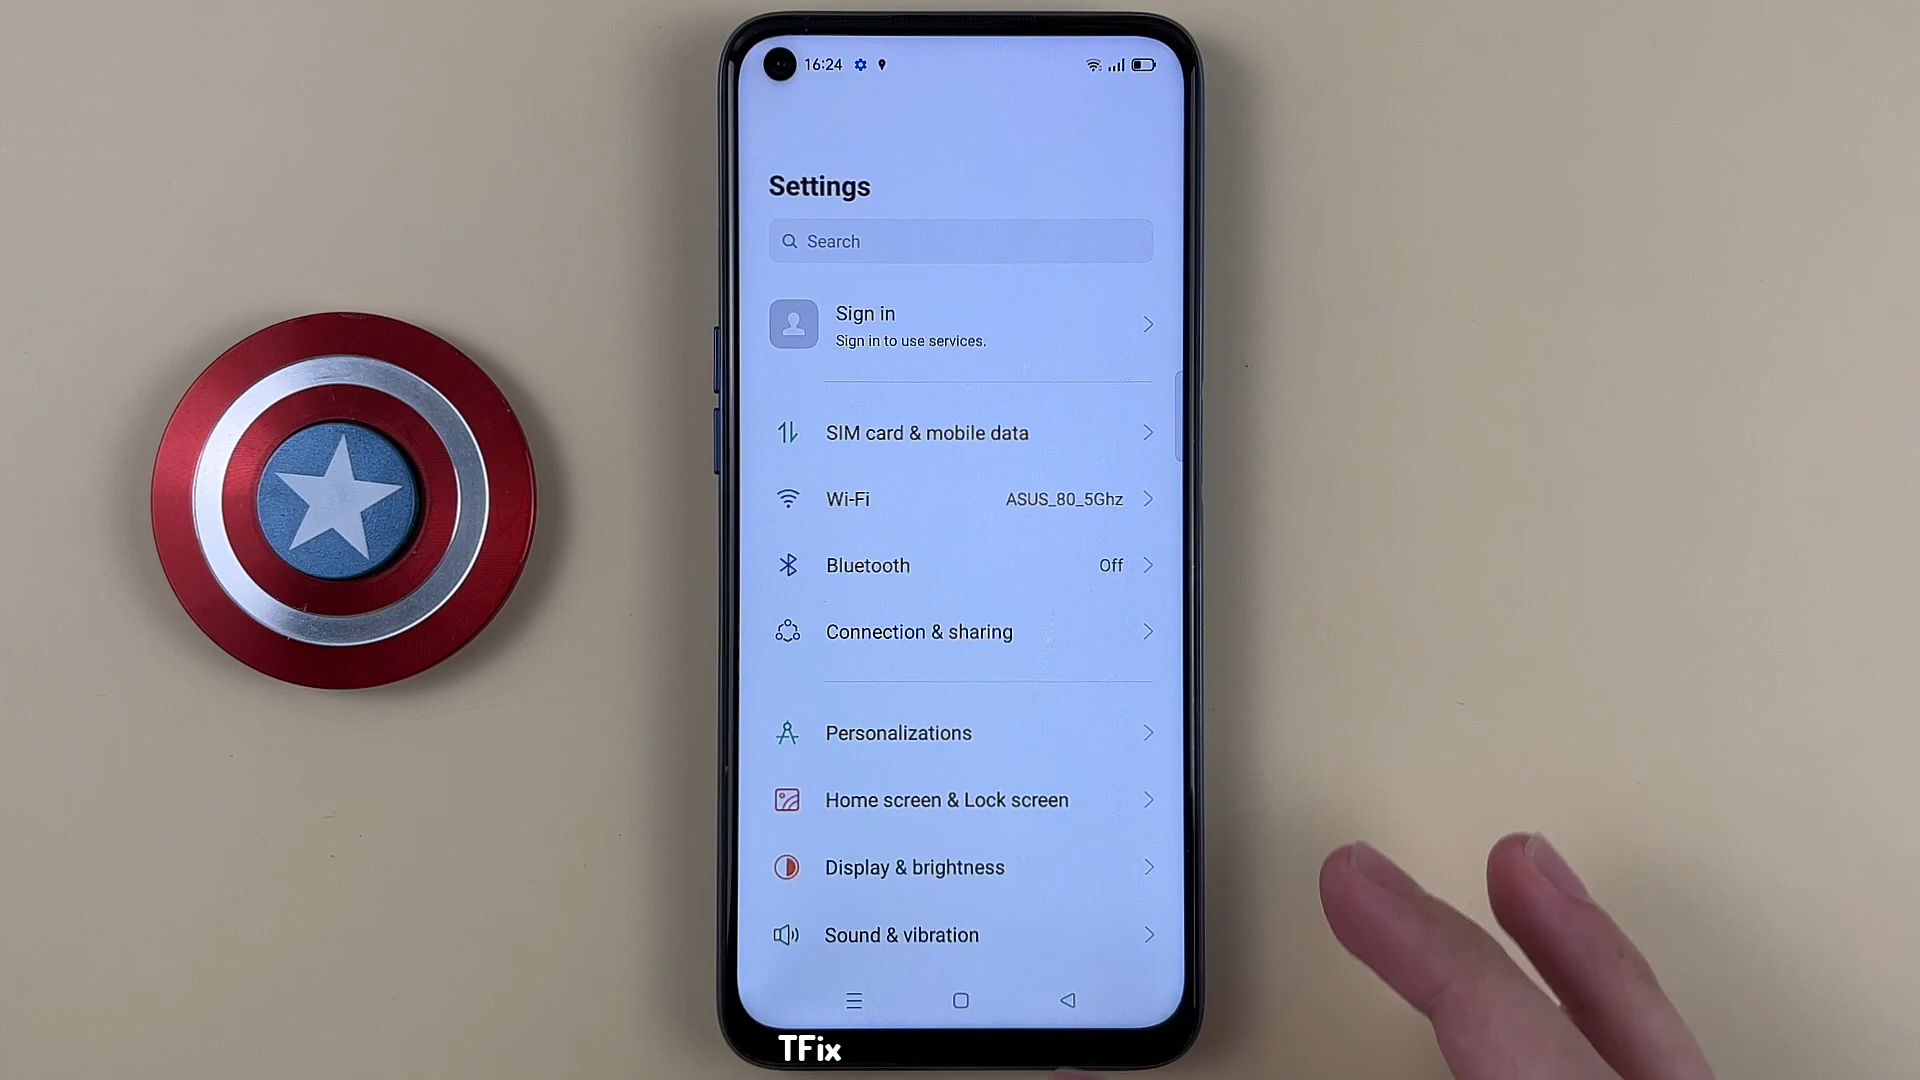 16:24
Settings
Search
Sign in
Sign in to use services.
SIM card & mobile data
Wi-Fi ASUS_80_5Ghz
Bluetooth Off
Connection & sharing
Personalizations
Home screen & Lock screen
Display & brightness
Sound & vibration
TFix